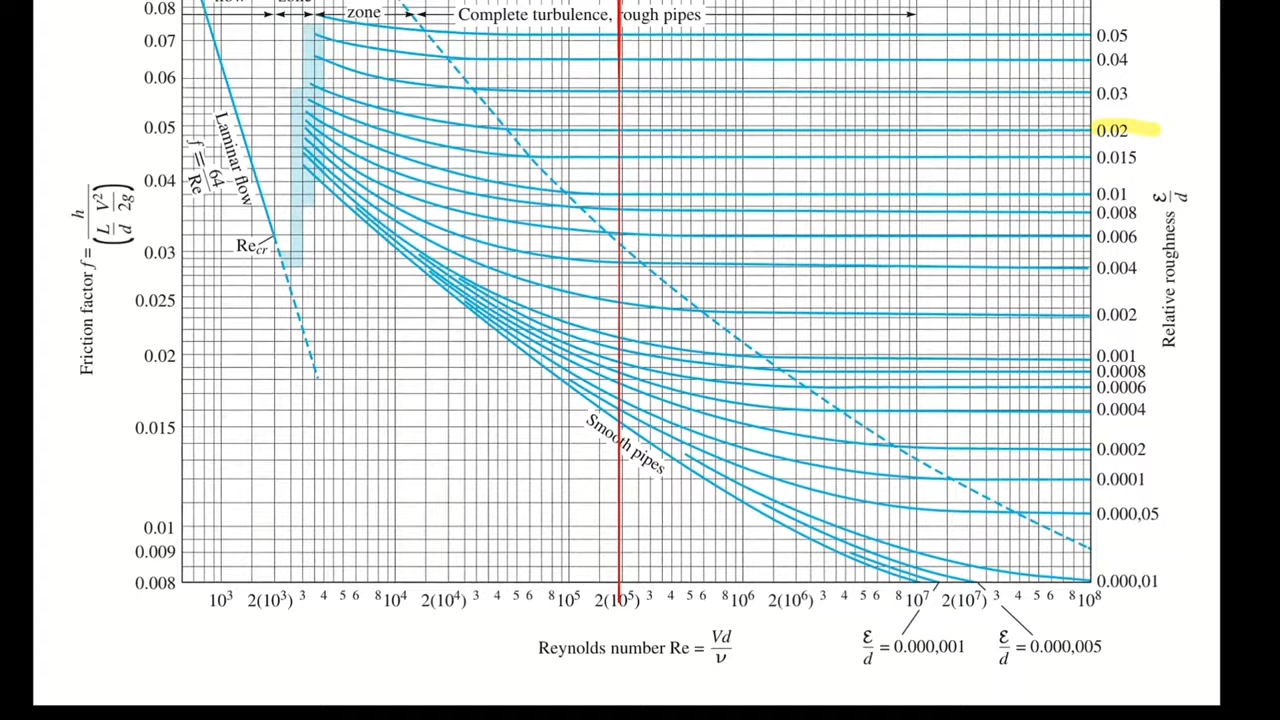 zone
Complete turbulence, rough pipes
0.08
0.07
0.06
0.05
0.04
0.03
0.025
0.02
0.015
0.01
0.009
0.008
Friction factor f = h / (L/d V²/2g)
Laminar flow
f = 64/Re
Re_cr
Smooth pipes
0.05
0.04
0.03
0.02
0.015
0.01
0.008
0.006
0.004
0.002
0.001
0.0008
0.0006
0.0004
0.0002
0.0001
0.000,05
0.000,01
Relative roughness ε/d
10³ 2(10³) 3 4 5 6 10⁴ 2(10⁴) 3 4 5 6 10⁵ 2(10⁵) 3 4 5 6 10⁶ 2(10⁶) 3 4 5 6 10⁷ 2(10⁷) 3 4 5 6 10⁸
Reynolds number Re = Vd/ν
ε/d = 0.000,001
ε/d = 0.000,005